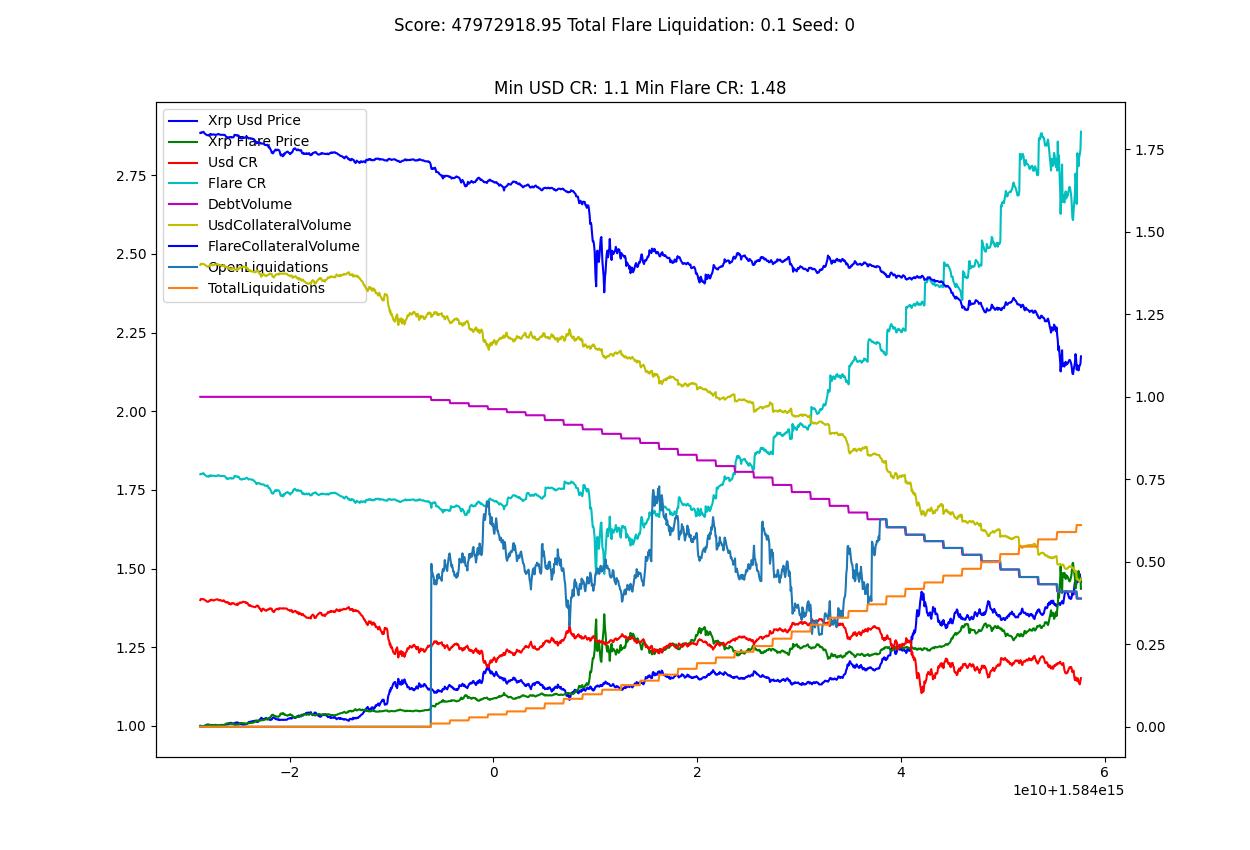 Score: 47972918.95 Total Flare Liquidation: 0.1 Seed: 0
Min USD CR: 1.1 Min Flare CR: 1.48
Xrp Usd Price
Xrp Flare Price
Usd CR
Flare CR
DebtVolume
UsdCollateralVolume
FlareCollateralVolume
OpenLiquidations
TotalLiquidations
2.75
2.50
2.25
2.00
1.75
1.50
1.25
1.00
1.75
1.50
1.25
1.00
0.75
0.50
0.25
0.00
−2 0 2 4 6
1e10+1.584e15